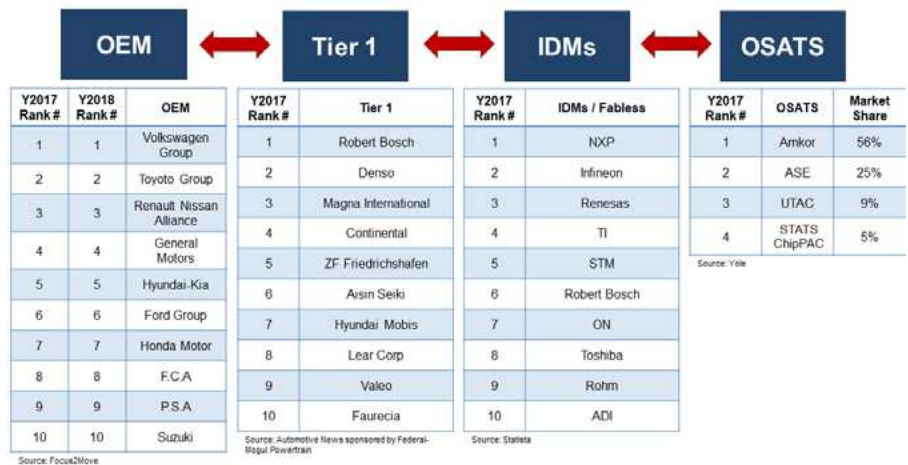 OEM
Tier 1
IDMs
OSATS
Y2017 Rank # Y2018 Rank # OEM
1 1 Volkswagen Group
2 2 Toyoto Group
3 3 Renault Nissan Alliance
4 4 General Motors
5 5 Hyundai-Kia
6 6 Ford Group
7 7 Honda Motor
8 8 F.C.A
9 9 P.S.A
10 10 Suzuki
Source: Focus2Move
Y2017 Rank # Tier 1
1 Robert Bosch
2 Denso
3 Magna International
4 Continental
5 ZF Friedrichshafen
6 Aisin Seiki
7 Hyundai Mobis
8 Lear Corp
9 Valeo
10 Faurecia
Source: Automotive News sponsored by Federal-
Mogul Powertrain
Y2017 Rank # IDMs / Fabless
1 NXP
2 Infineon
3 Renesas
4 TI
5 STM
6 Robert Bosch
7 ON
8 Toshiba
9 Rohm
10 ADI
Source: Statista
Y2017 Rank # OSATS Market Share
1 Amkor 56%
2 ASE 25%
3 UTAC 9%
4 STATS ChipPAC 5%
Source: Yole